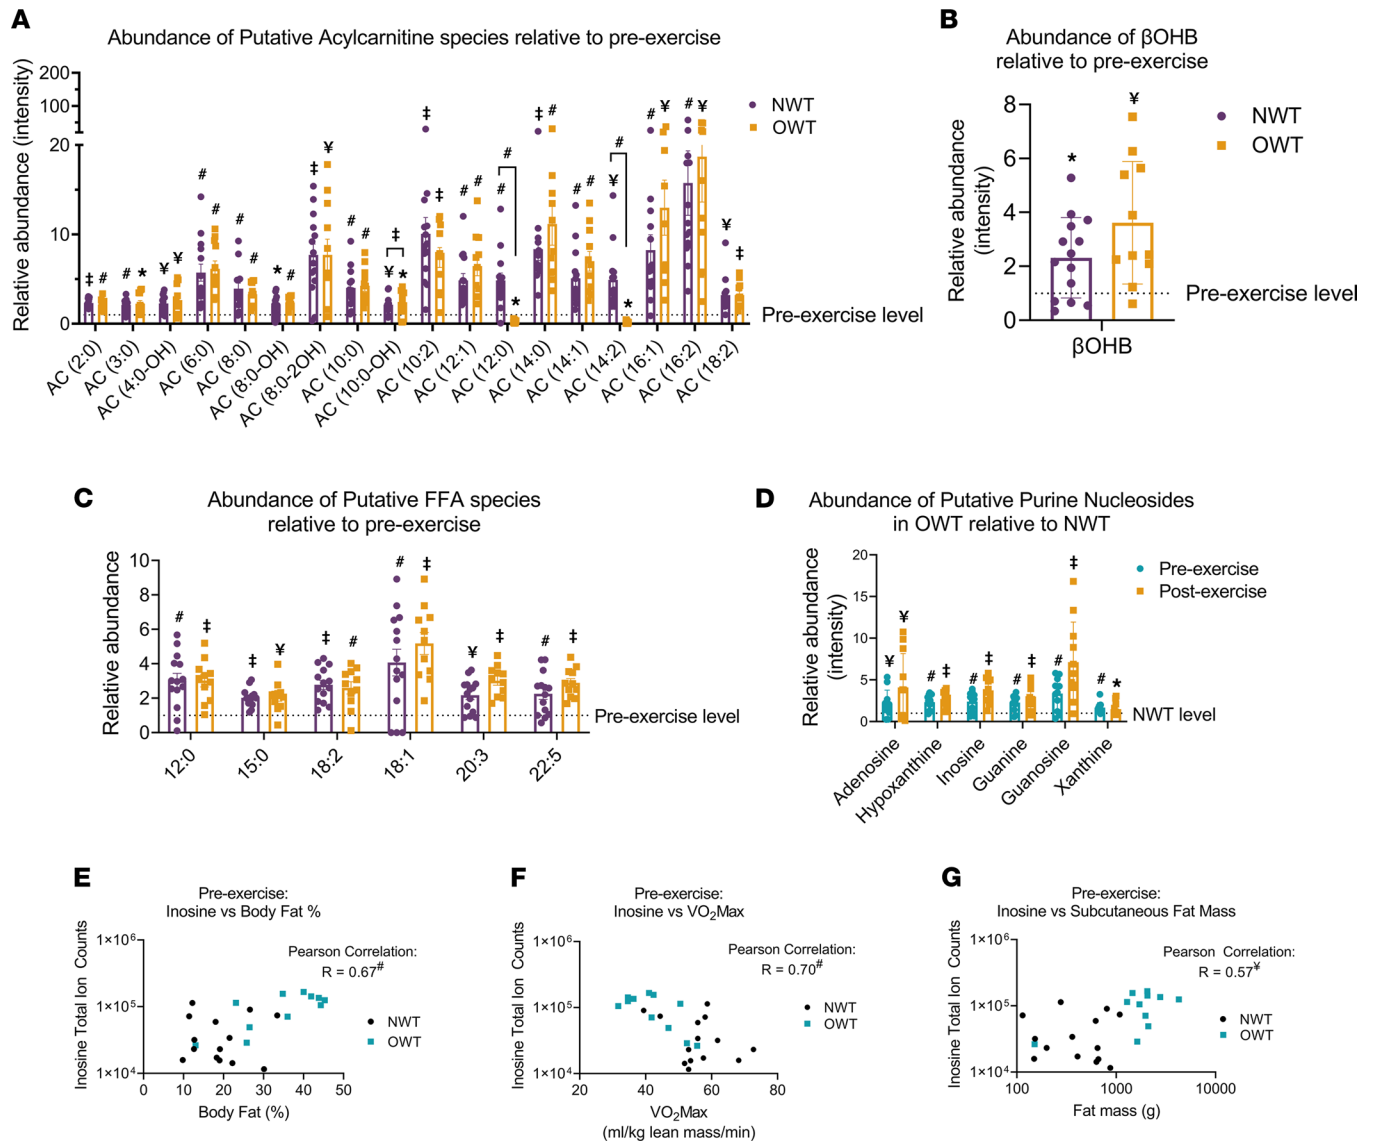 A
Abundance of Putative Acylcarnitine species relative to pre-exercise
Relative abundance (intensity)
200
100
20
10
0
‡ # # * ¥ ¥ # # # # * # ‡ ¥ # # ¥ ‡ * ‡ ‡ # # # # * ‡ # # # ¥ # * # ¥ # ¥ ¥ ‡
NWT
OWT
Pre-exercise level
AC (2:0)
AC (3:0)
AC (4:0-OH)
AC (6:0)
AC (8:0)
AC (8:0-OH)
AC (8:0-2OH)
AC (10:0)
AC (10:0-OH)
AC (10:2)
AC (12:1)
AC (12:0)
AC (14:0)
AC (14:1)
AC (14:2)
AC (16:1)
AC (16:2)
AC (18:2)
B
Abundance of βOHB
relative to pre-exercise
Relative abundance
(intensity)
8
6
4
2
0
* ¥
NWT
OWT
Pre-exercise level
βOHB
C
Abundance of Putative FFA species
relative to pre-exercise
Relative abundance
10
8
6
4
2
0
# ‡ ‡ ¥ ‡ # # ‡ ¥ ‡ # ‡
Pre-exercise level
12:0
15:0
18:2
18:1
20:3
22:5
D
Abundance of Putative Purine Nucleosides
in OWT relative to NWT
Relative abundance
(intensity)
20
15
10
5
0
¥ ¥ # ‡ # ‡ # ‡ # ‡ # *
Pre-exercise
Post-exercise
NWT level
Adenosine
Hypoxanthine
Inosine
Guanine
Guanosine
Xanthine
E
Pre-exercise:
Inosine vs Body Fat %
Inosine Total Ion Counts
1×10⁶
1×10⁵
1×10⁴
Pearson Correlation:
R = 0.67#
NWT
OWT
0 10 20 30 40 50
Body Fat (%)
F
Pre-exercise:
Inosine vs VO₂Max
Inosine Total Ion Counts
1×10⁶
1×10⁵
1×10⁴
Pearson Correlation:
R = 0.70#
NWT
OWT
20 40 60 80
VO₂Max
(ml/kg lean mass/min)
G
Pre-exercise:
Inosine vs Subcutaneous Fat Mass
Inosine Total Ion Counts
1×10⁶
1×10⁵
1×10⁴
Pearson Correlation:
R = 0.57¥
NWT
OWT
100 1000 10000
Fat mass (g)